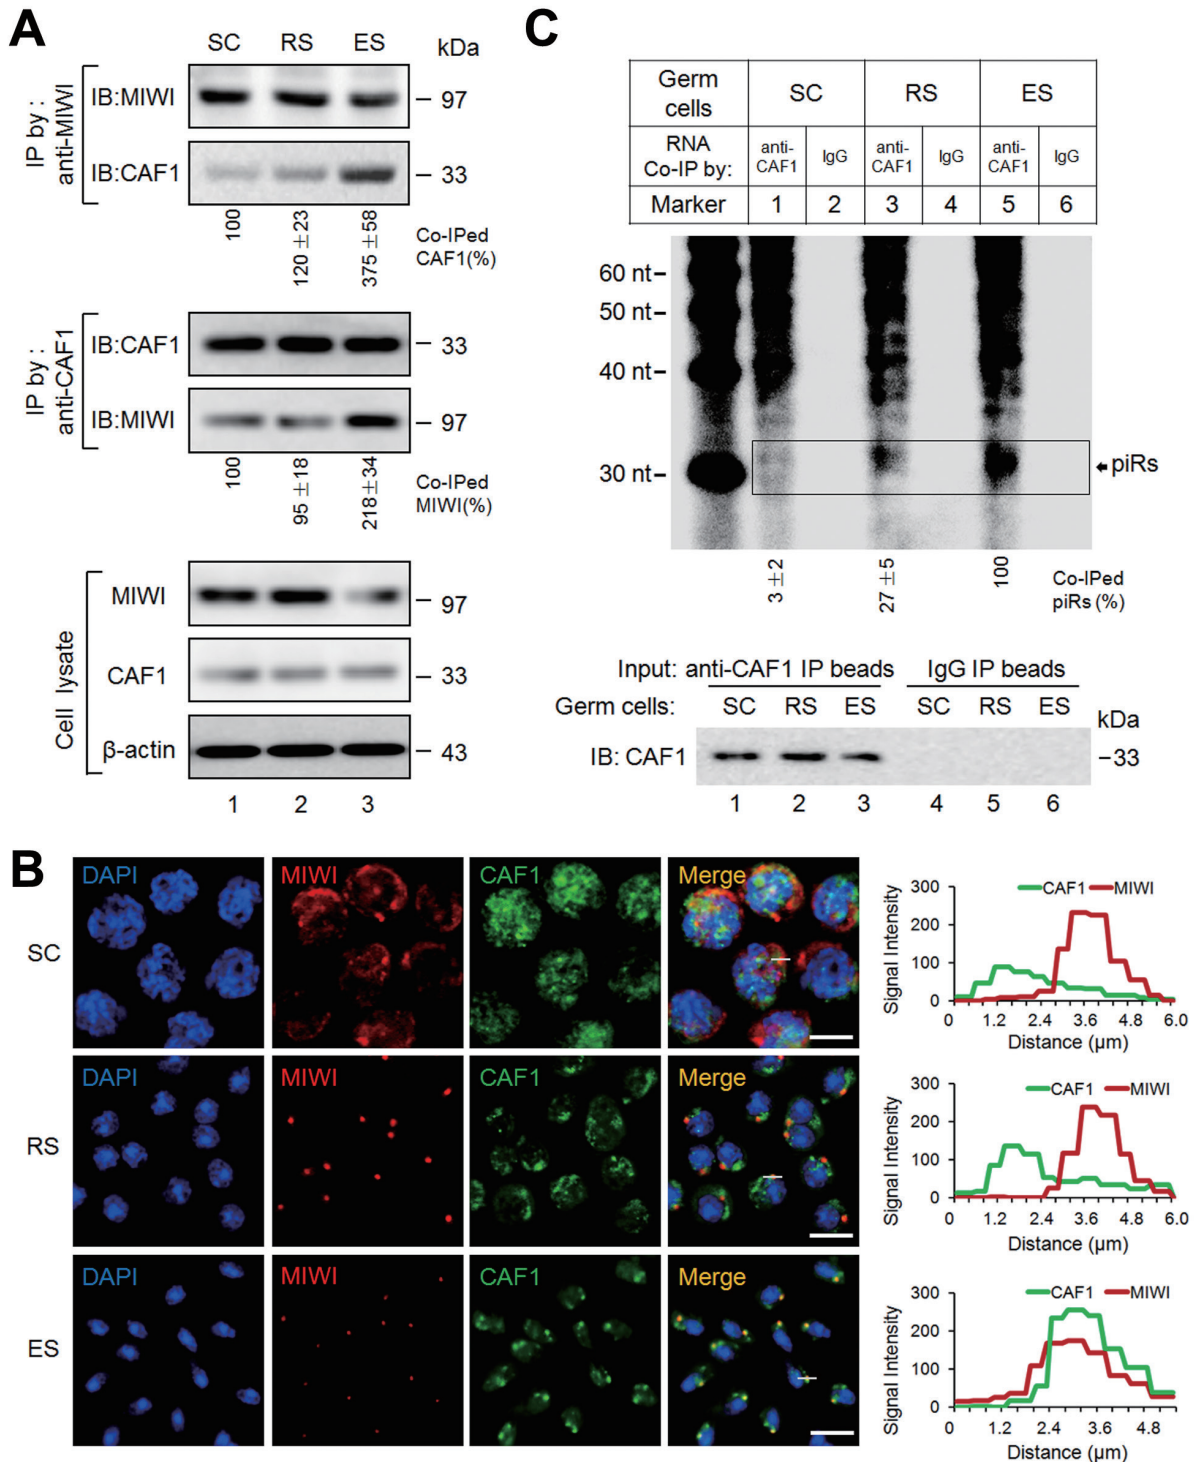 A
SC RS ES kDa
IP by :
anti-MIWI
IB:MIWI
97
IB:CAF1
33
100
120 ±23
375 ±58
Co-IPed
CAF1(%)
IP by :
anti-CAF1
IB:CAF1
33
IB:MIWI
97
100
95 ±18
218±34
Co-IPed
MIWI(%)
Cell lysate
MIWI
97
CAF1
33
β-actin
43
1 2 3
C
Germ cells SC RS ES
RNA Co-IP by: anti-CAF1 IgG anti-CAF1 IgG anti-CAF1 IgG
Marker 1 2 3 4 5 6
60 nt
50 nt
40 nt
30 nt
piRs
3 ±2
27 ±5
100
Co-IPed
piRs (%)
Input: anti-CAF1 IP beads IgG IP beads
Germ cells: SC RS ES SC RS ES kDa
IB: CAF1
33
1 2 3 4 5 6
B
SC
DAPI MIWI CAF1 Merge
CAF1 MIWI
Signal Intensity
300
200
100
0
0 1.2 2.4 3.6 4.8 6.0
Distance (μm)
RS
DAPI MIWI CAF1 Merge
CAF1 MIWI
Signal Intensity
300
200
100
0
0 1.2 2.4 3.6 4.8 6.0
Distance (μm)
ES
DAPI MIWI CAF1 Merge
CAF1 MIWI
Signal Intensity
300
200
100
0
0 1.2 2.4 3.6 4.8 6.0
Distance (μm)